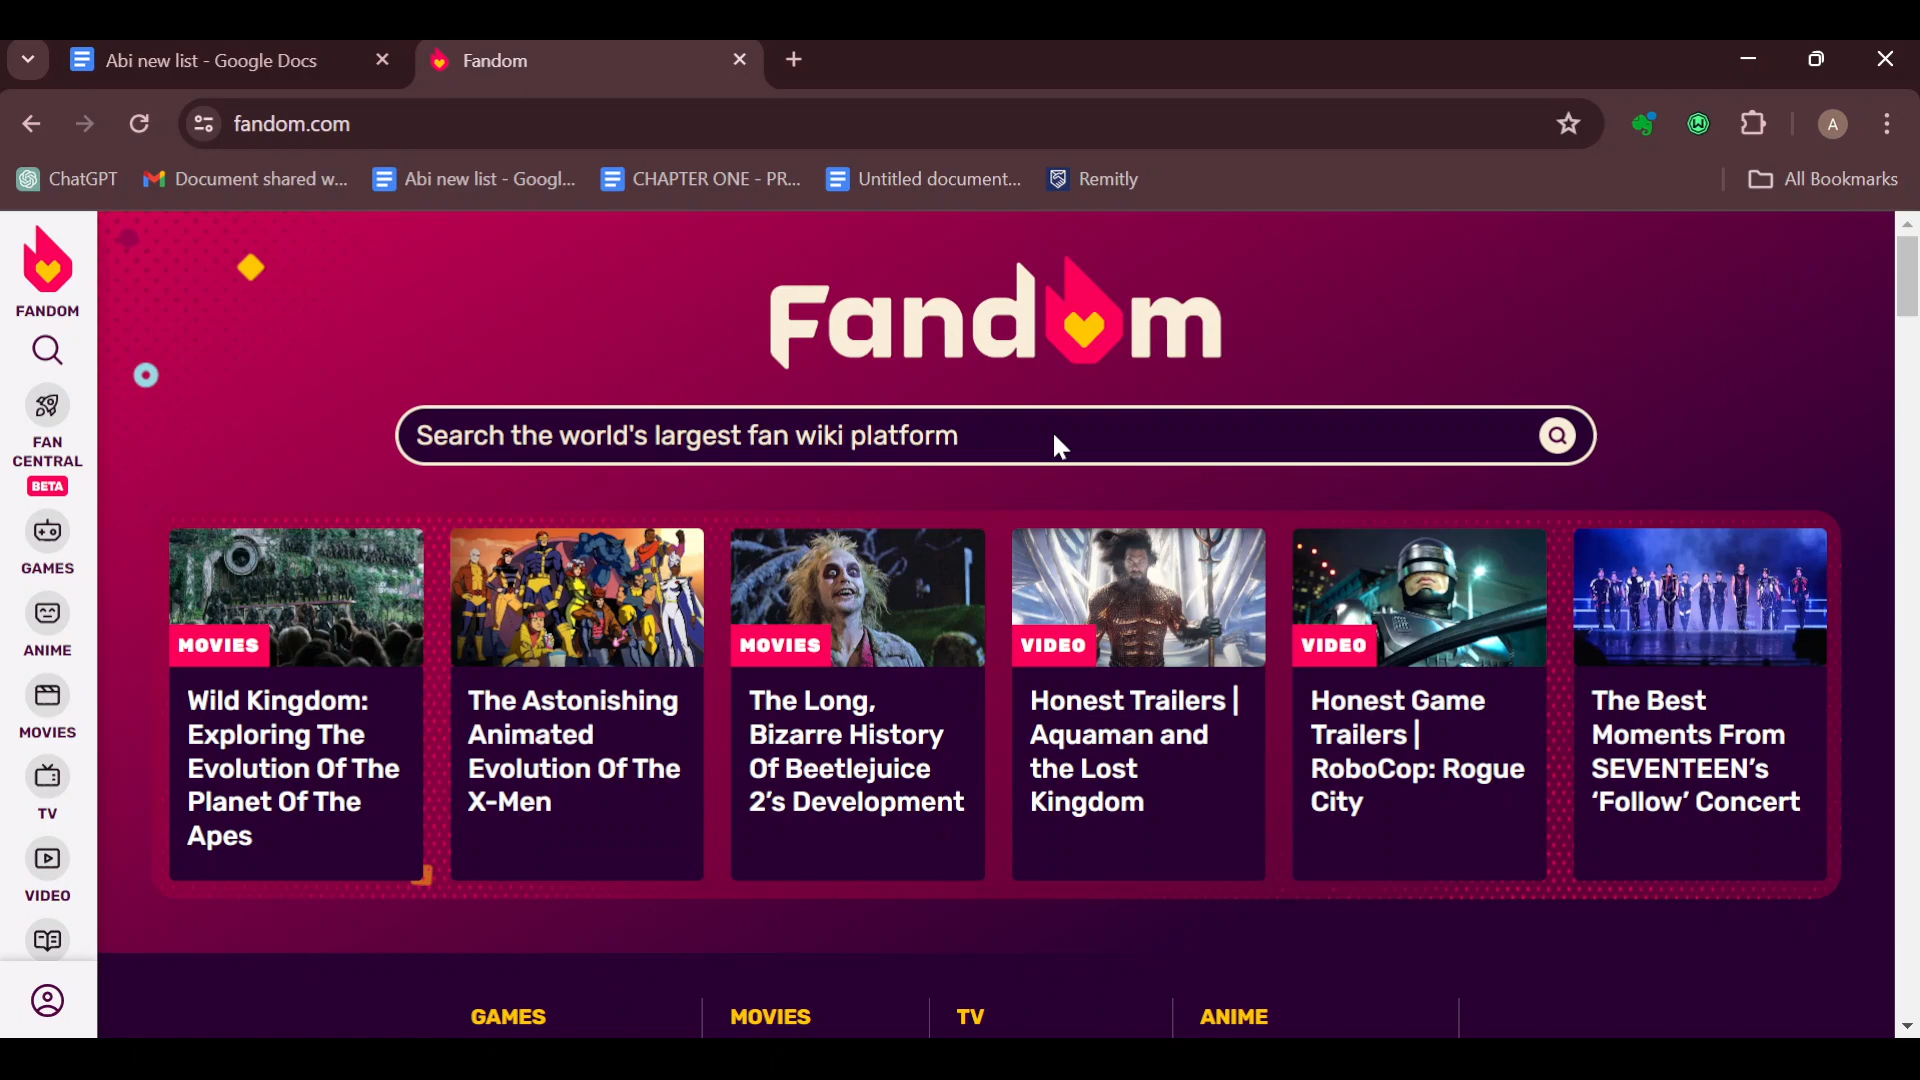 Abi new list - Google Docs
Fandom
fandom.com
A
ChatGPT
Document shared w...
Abi new list - Googl...
CHAPTER ONE - PR...
Untitled document...
Remitly
All Bookmarks
FANDOM
FAN
CENTRAL
BETA
GAMES
ANIME
MOVIES
TV
VIDEO
Fandom
Search the world's largest fan wiki platform
MOVIES
Wild Kingdom:
Exploring The
Evolution Of The
Planet Of The
Apes
The Astonishing
Animated
Evolution Of The
X-Men
MOVIES
The Long,
Bizarre History
Of Beetlejuice
2's Development
VIDEO
Honest Trailers |
Aquaman and
the Lost
Kingdom
VIDEO
Honest Game
Trailers |
RoboCop: Rogue
City
The Best
Moments From
SEVENTEEN's
‘Follow’ Concert
GAMES
MOVIES
TV
ANIME